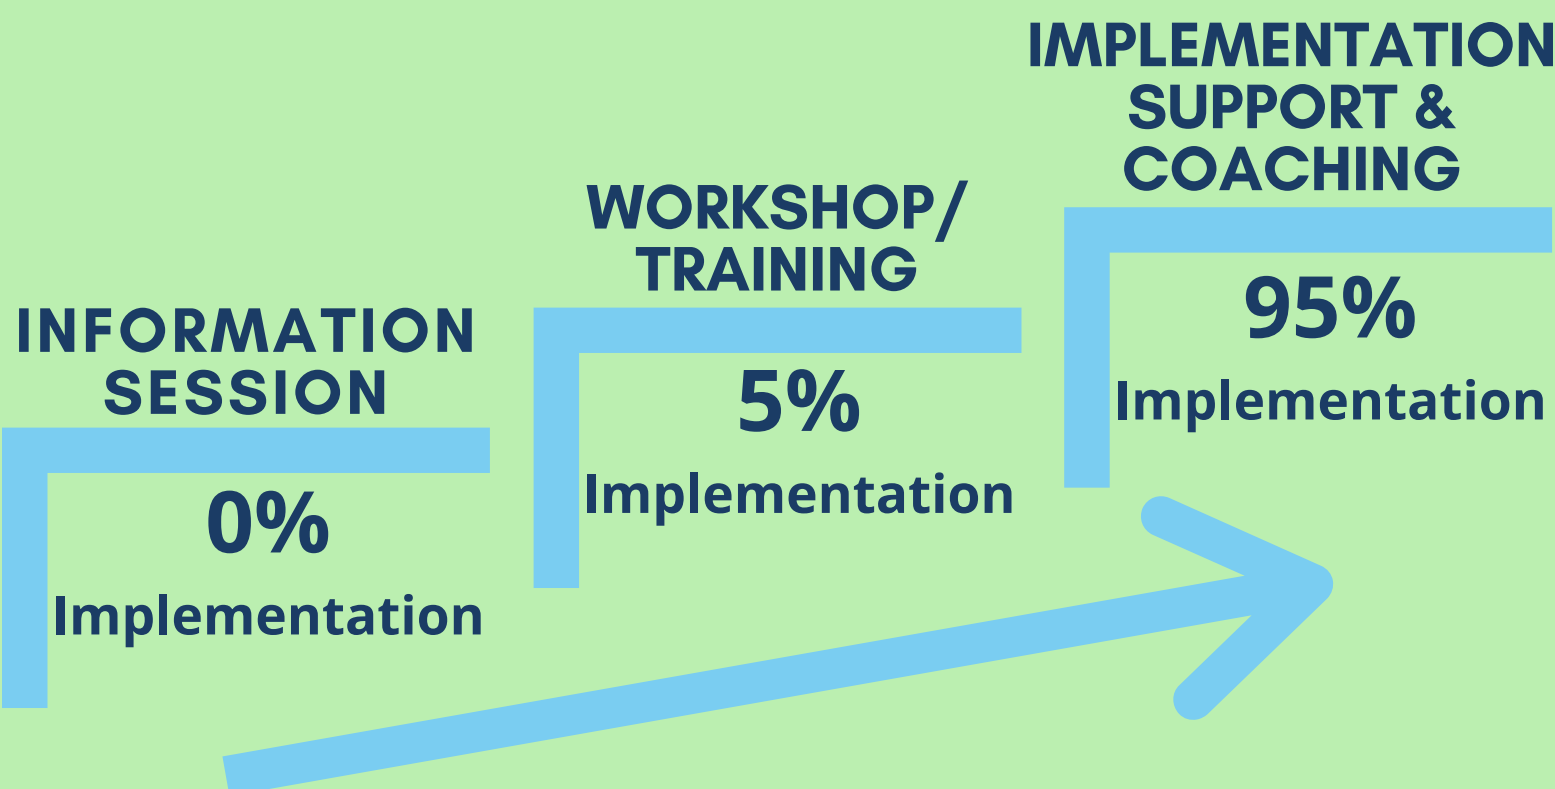 INFORMATION
SESSION
0%
Implementation
WORKSHOP/
TRAINING
5%
Implementation
IMPLEMENTATION
SUPPORT &
COACHING
95%
Implementation